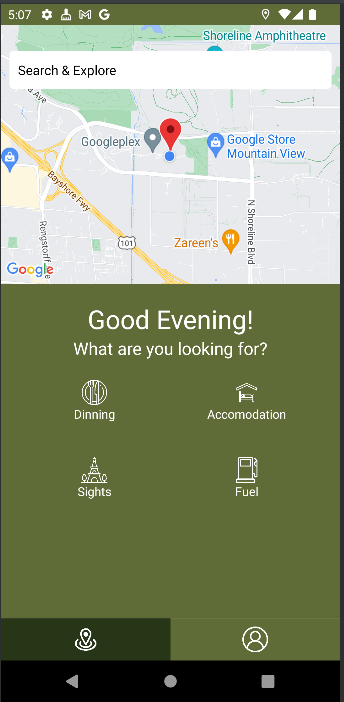 5:07
Shoreline Amphitheatre
Search & Explore
Googleplex
Google Store
Mountain View
Bayshore Fwy
N Shoreline Blvd
Rengstorff
101
Zareen's
Google
Good Evening!
What are you looking for?
Dinning
Accomodation
Sights
Fuel